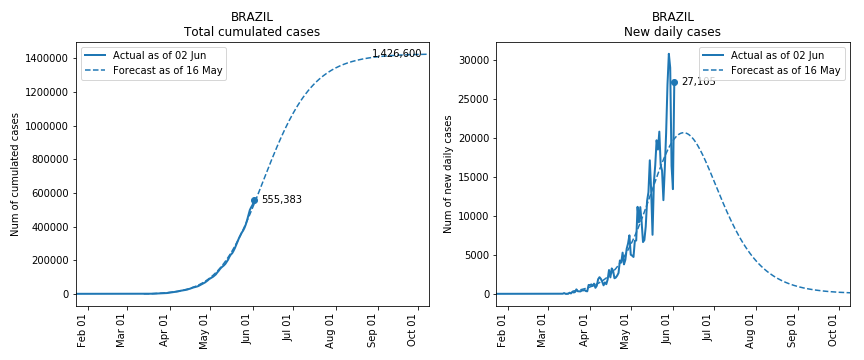 BRAZIL
Total cumulated cases
Actual as of 02 Jun
Forecast as of 16 May
1,426,600
555,383
Num of cumulated cases
1400000
1200000
1000000
800000
600000
400000
200000
0
Feb 01
Mar 01
Apr 01
May 01
Jun 01
Jul 01
Aug 01
Sep 01
Oct 01
BRAZIL
New daily cases
Actual as of 02 Jun
Forecast as of 16 May
27,105
Num of new daily cases
30000
25000
20000
15000
10000
5000
0
Feb 01
Mar 01
Apr 01
May 01
Jun 01
Jul 01
Aug 01
Sep 01
Oct 01